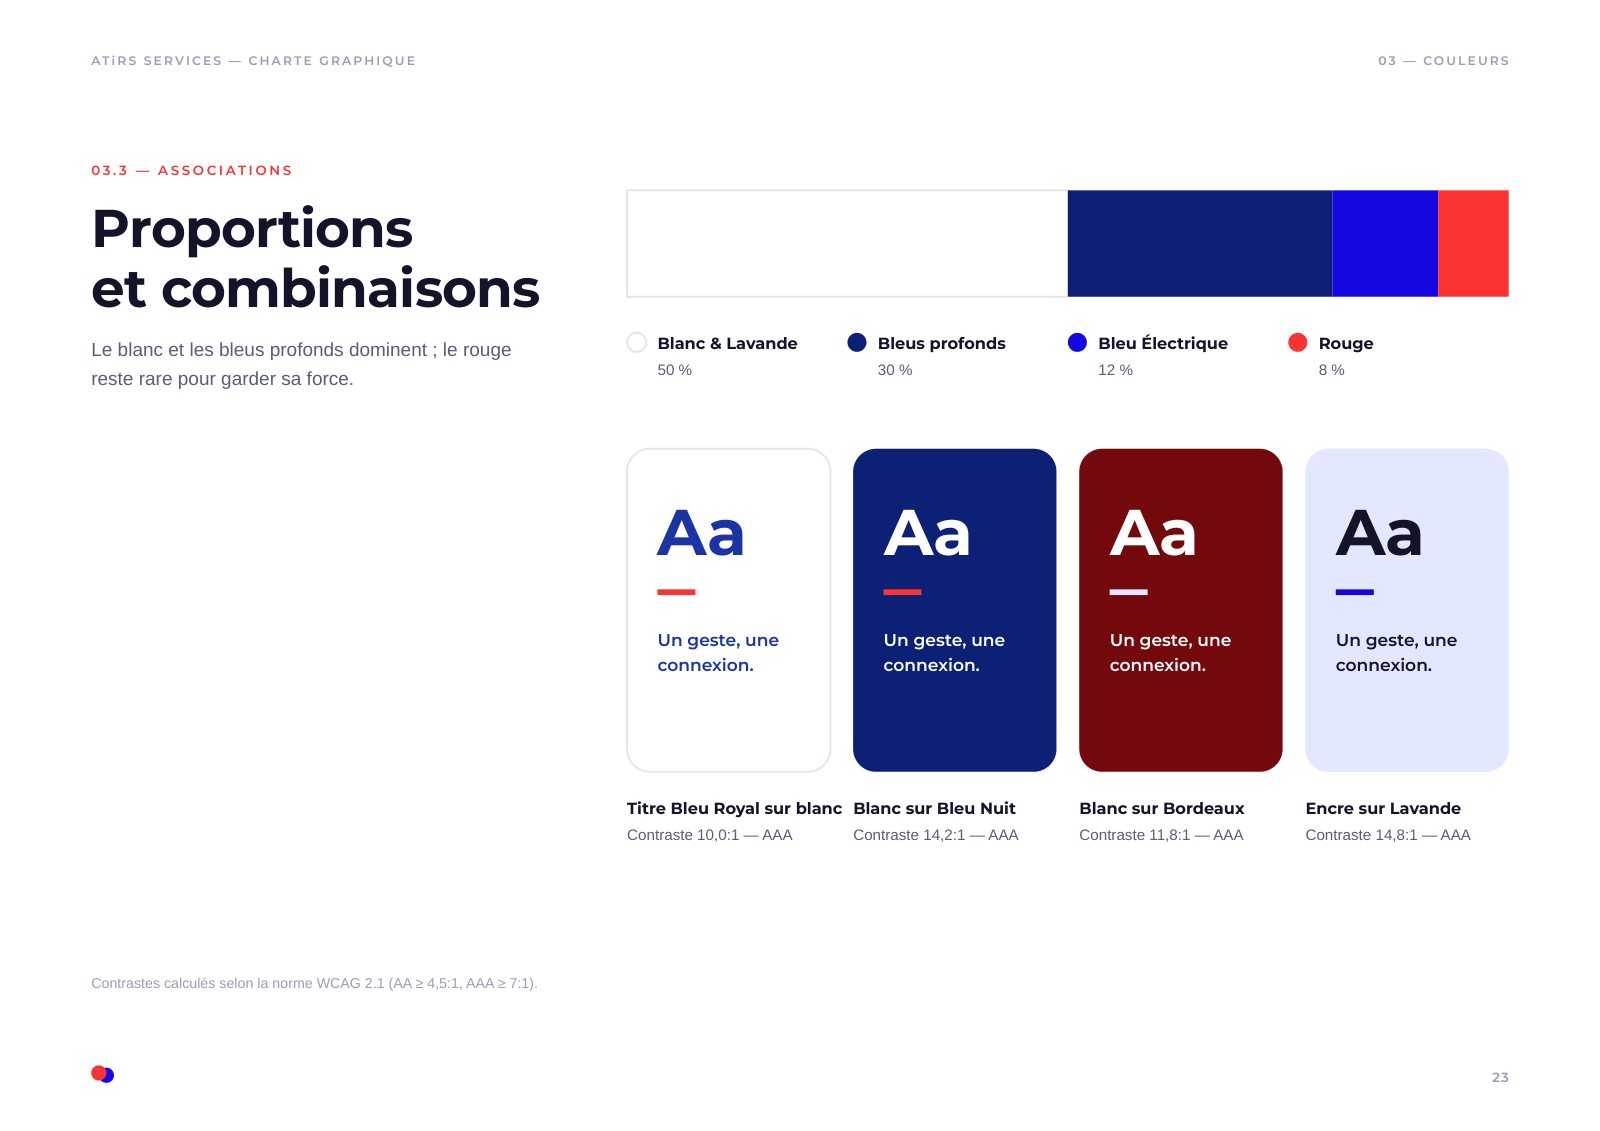 ATiRS SERVICES — CHARTE GRAPHIQUE
03 — COULEURS
03.3 — ASSOCIATIONS
Proportions
et combinaisons
Le blanc et les bleus profonds dominent ; le rouge
reste rare pour garder sa force.
Blanc & Lavande
50 %
Bleus profonds
30 %
Bleu Électrique
12 %
Rouge
8 %
Aa
Un geste, une
connexion.
Titre Bleu Royal sur blanc
Contraste 10,0:1 — AAA
Aa
Un geste, une
connexion.
Blanc sur Bleu Nuit
Contraste 14,2:1 — AAA
Aa
Un geste, une
connexion.
Blanc sur Bordeaux
Contraste 11,8:1 — AAA
Aa
Un geste, une
connexion.
Encre sur Lavande
Contraste 14,8:1 — AAA
Contrastes calculés selon la norme WCAG 2.1 (AA ≥ 4,5:1, AAA ≥ 7:1).
23